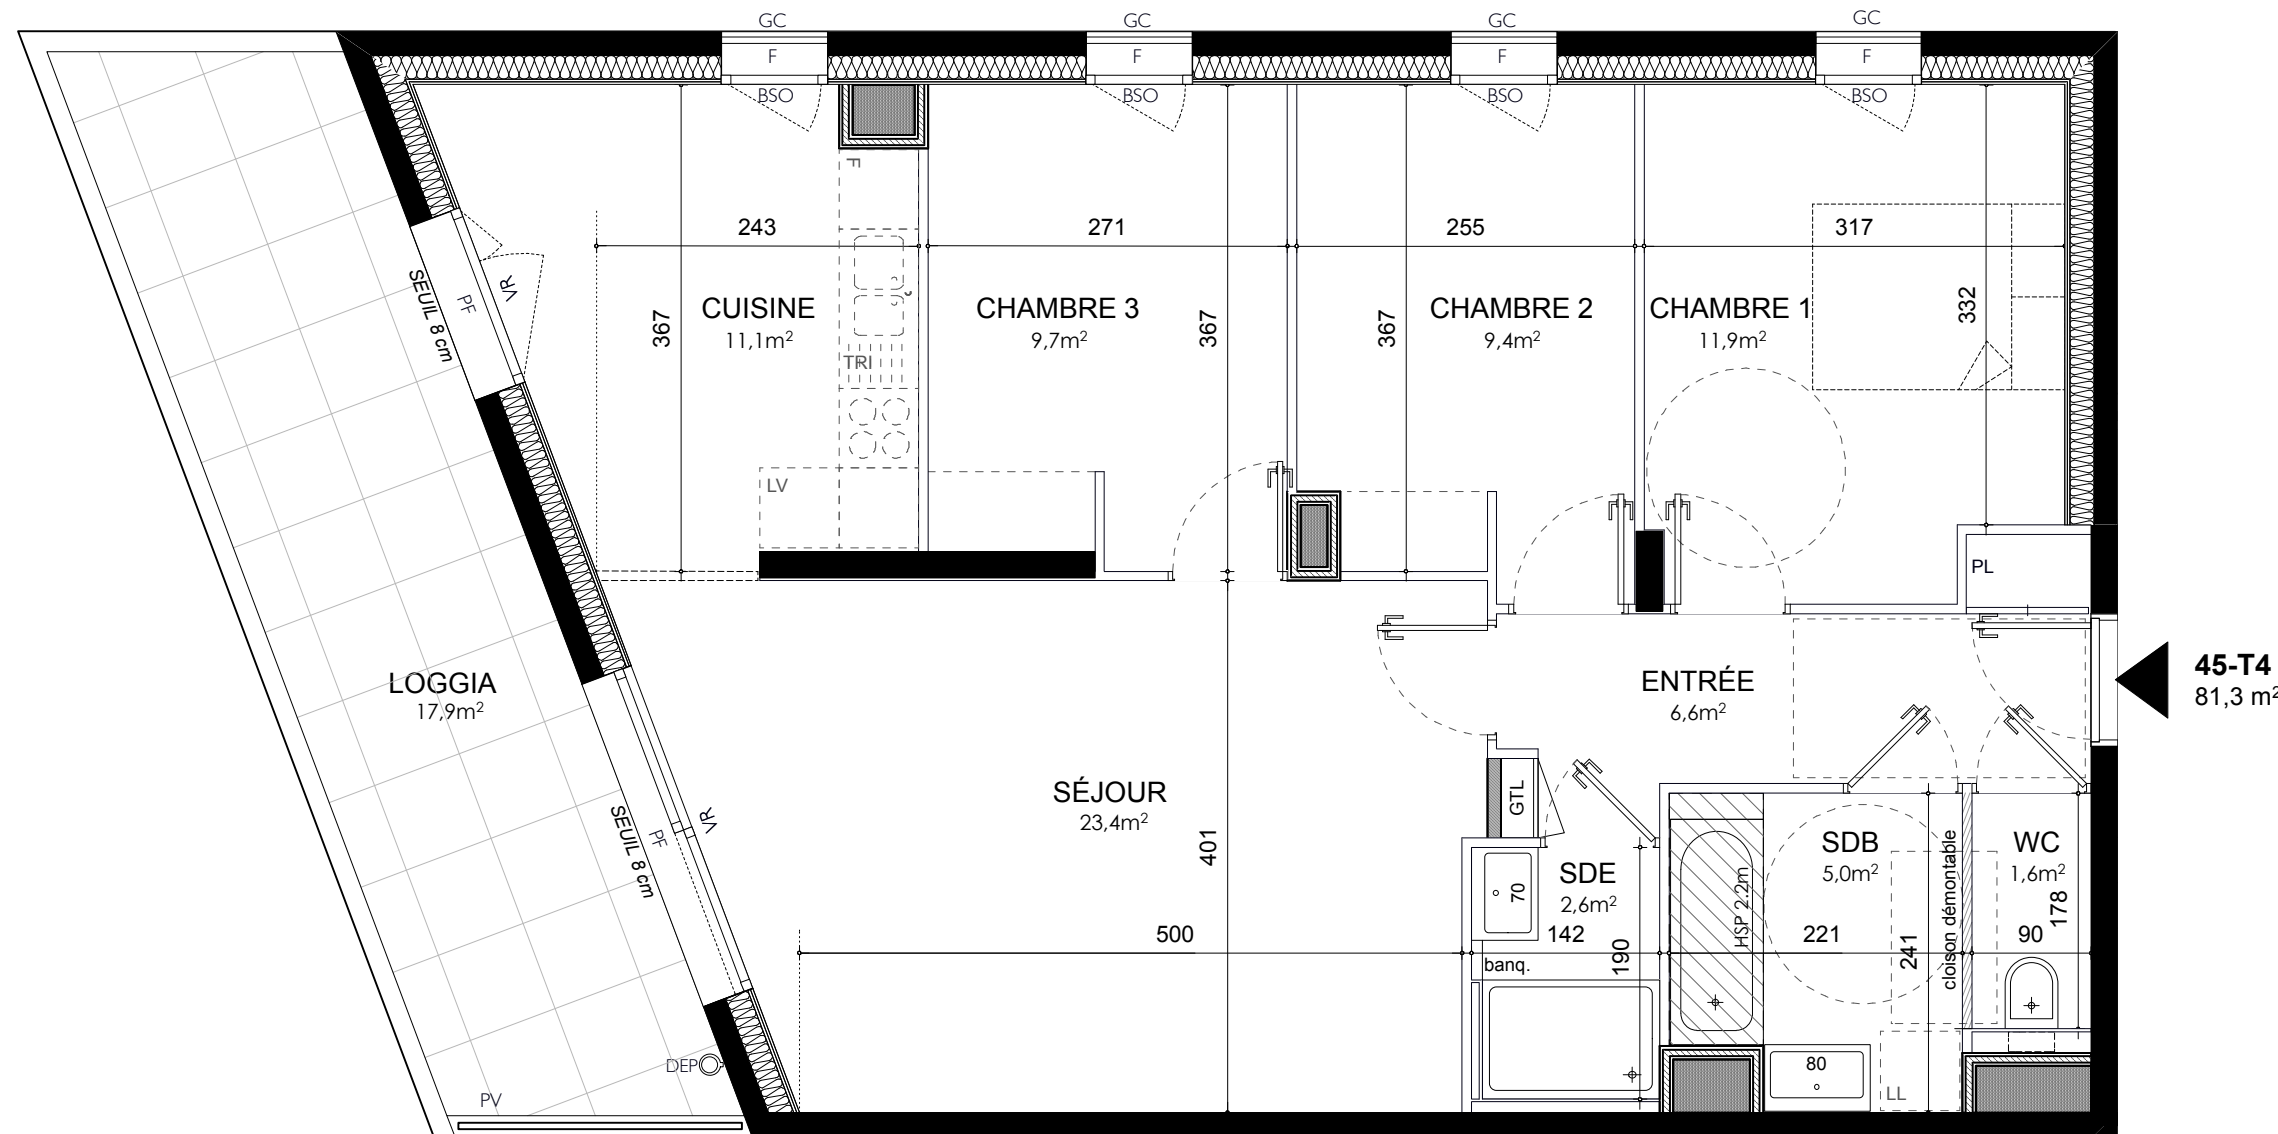 GC
GC
GC
GC
F
F
F
F
BSO
BSO
BSO
BSO
F
243
271
255
317
VR
PF
SEUIL 8 cm
CUISINE
11,1m²
367
CHAMBRE 3
9,7m²
367
367
CHAMBRE 2
9,4m²
CHAMBRE 1
11,9m²
332
TRI
LV
PL
LOGGIA
17,9m²
ENTRÉE
6,6m²
45-T4
81,3 m²
SÉJOUR
23,4m²
401
VR
PF
SEUIL 8 cm
GTL
70
SDE
2,6m²
142
190
banq.
HSP 2.2m
SDB
5,0m²
221
241
cloison démontable
WC
1,6m²
178
90
500
DEP
PV
80
LL